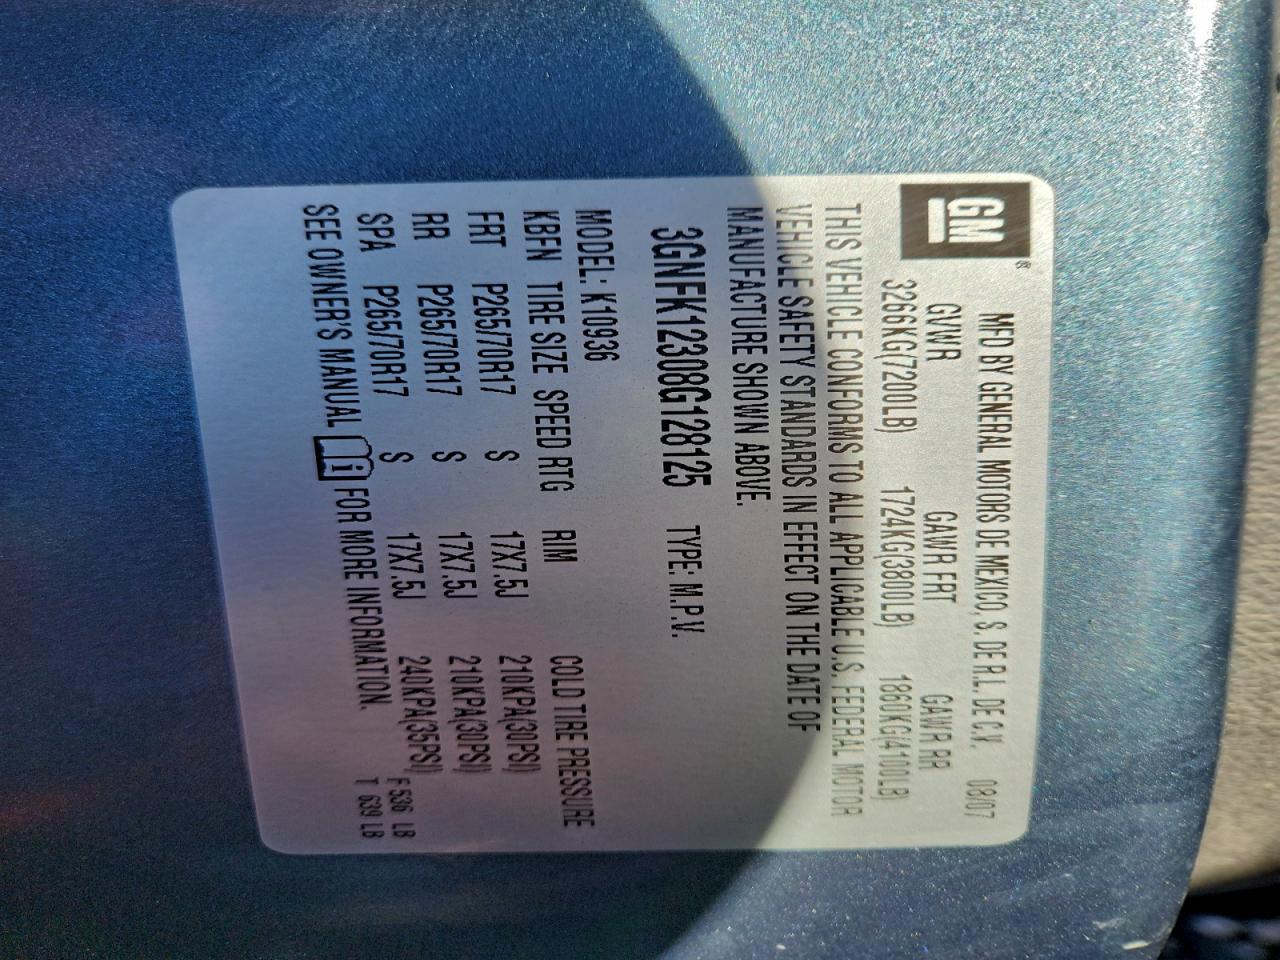 GM®
MFD BY GENERAL MOTORS DE MEXICO, S. DE R.L. DE C.V. 08/07
GVWR GAWR FRT GAWR RR
3266KG(7200LB) 1724KG(3800LB) 1860KG(4100LB)
THIS VEHICLE CONFORMS TO ALL APPLICABLE U.S. FEDERAL MOTOR
VEHICLE SAFETY STANDARDS IN EFFECT ON THE DATE OF
MANUFACTURE SHOWN ABOVE.
3GNFK12308G128125 TYPE: M.P.V.
MODEL: K10936
KBFN TIRE SIZE SPEED RTG RIM COLD TIRE PRESSURE
FRT P265/70R17 S 17X7.5J 210KPA(30PSI)
RR P265/70R17 S 17X7.5J 210KPA(30PSI)
SPA P265/70R17 S 17X7.5J 240KPA(35PSI) F 536 LB
SEE OWNER'S MANUAL i FOR MORE INFORMATION. T 639 LB